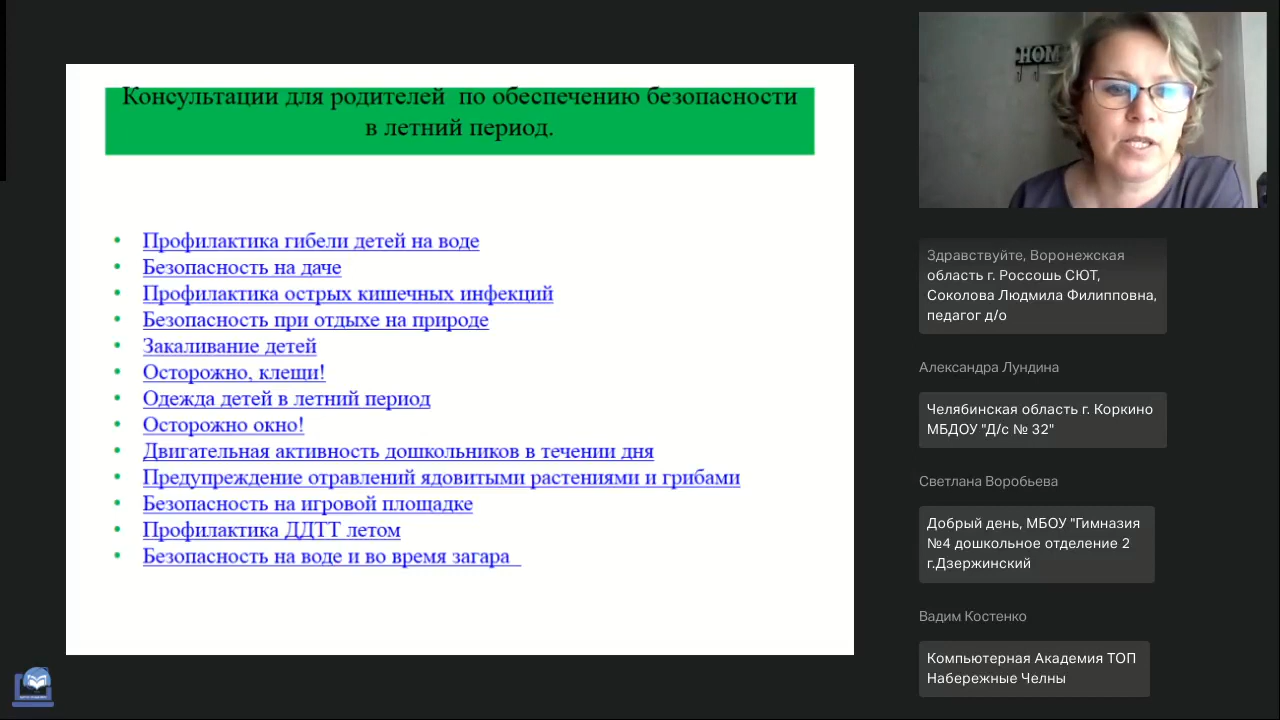 Консультации для родителей по обеспечению безопасности
в летний период.
Профилактика гибели детей на воде
Безопасность на даче
Профилактика острых кишечных инфекций
Безопасность при отдыхе на природе
Закаливание детей
Осторожно, клещи!
Одежда детей в летний период
Осторожно окно!
Двигательная активность дошкольников в течении дня
Предупреждение отравлений ядовитыми растениями и грибами
Безопасность на игровой площадке
Профилактика ДДТТ летом
Безопасность на воде и во время загара
HOM
Здравствуйте, Воронежская
область г. Россошь СЮТ,
Соколова Людмила Филипповна,
педагог д/о
Александра Лундина
Челябинская область г. Коркино
МБДОУ "Д/с № 32"
Светлана Воробьева
Добрый день, МБОУ "Гимназия
№4 дошкольное отделение 2
г.Дзержинский
Вадим Костенко
Компьютерная Академия ТОП
Набережные Челны